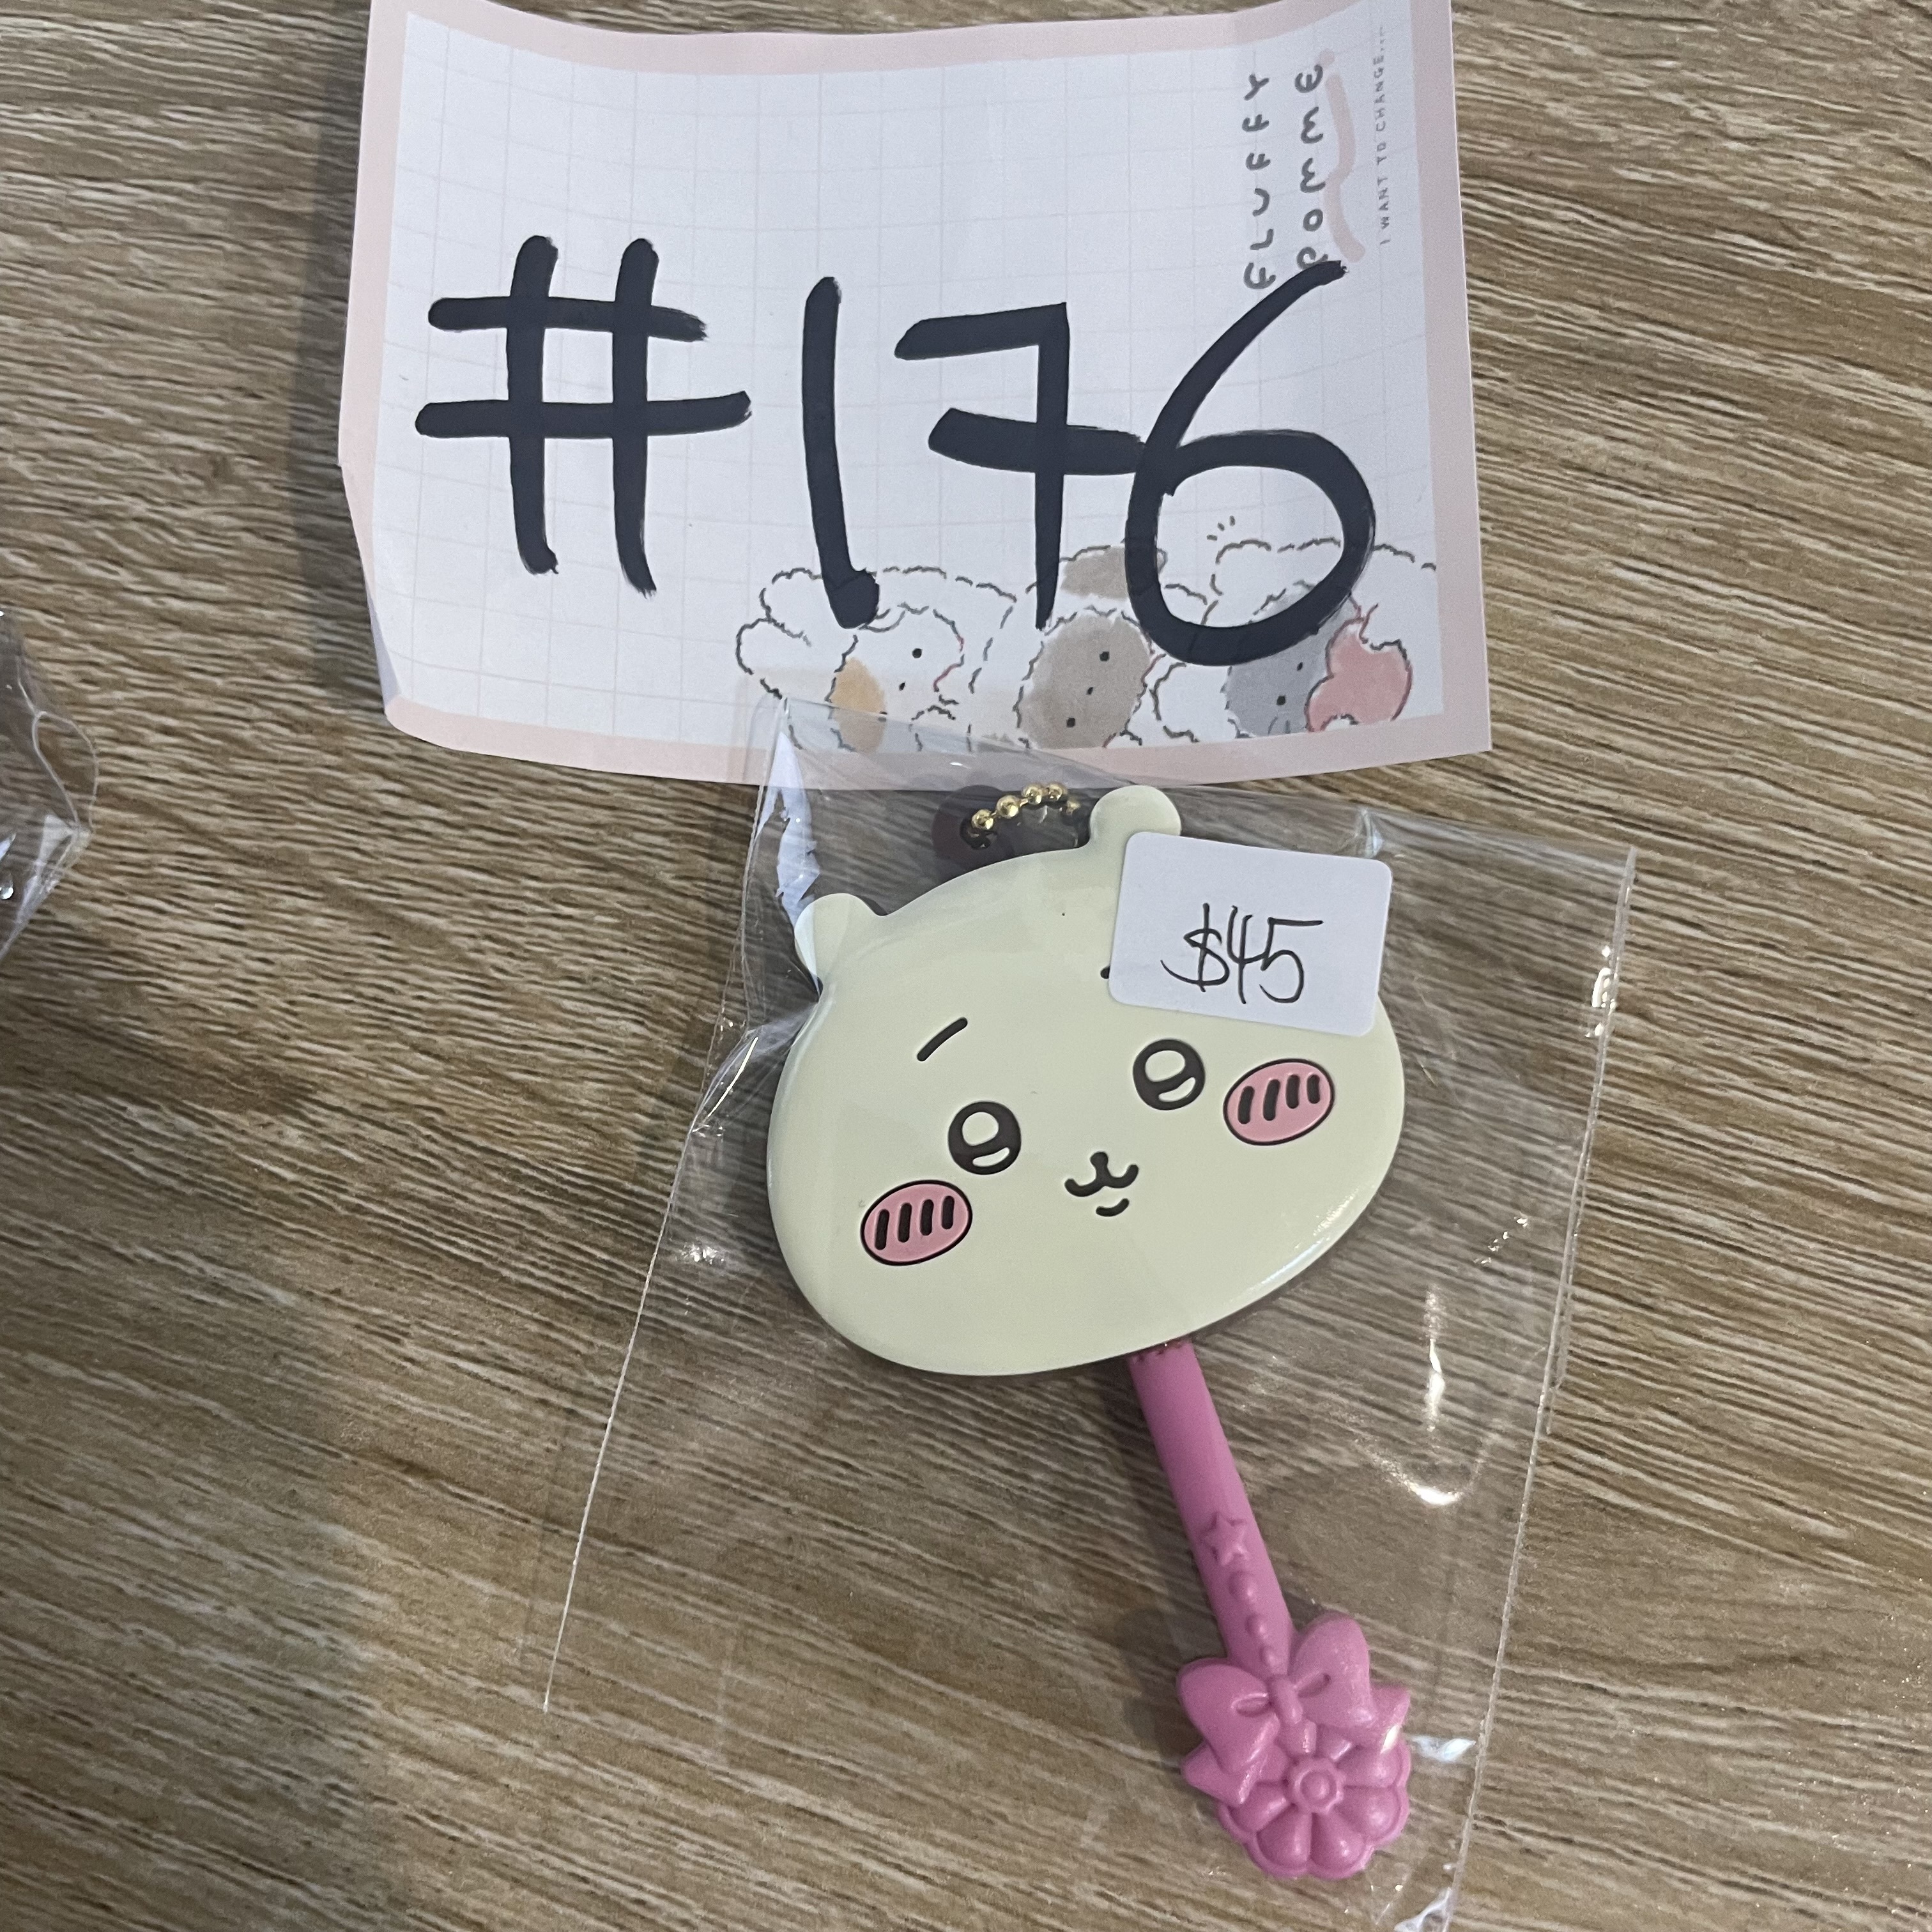 FLUFFY
POMME
I WANT TO CHANGE...
#176
$45